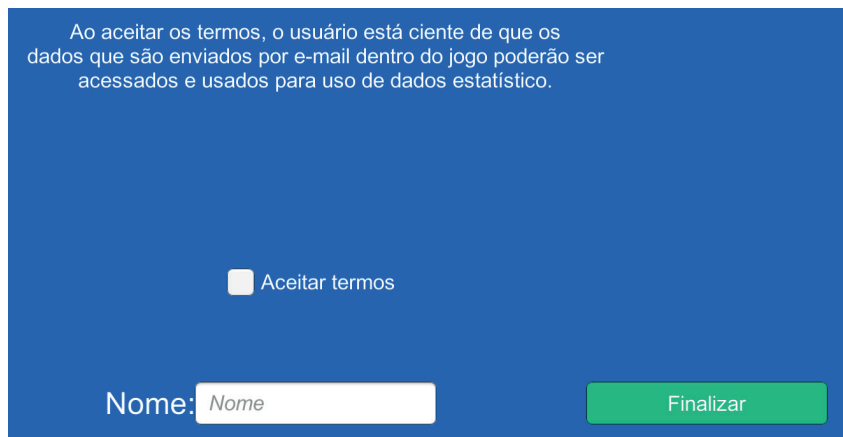 Ao aceitar os termos, o usuário está ciente de que os
dados que são enviados por e-mail dentro do jogo poderão ser
acessados e usados para uso de dados estatístico.
Aceitar termos
Nome: Nome
Finalizar